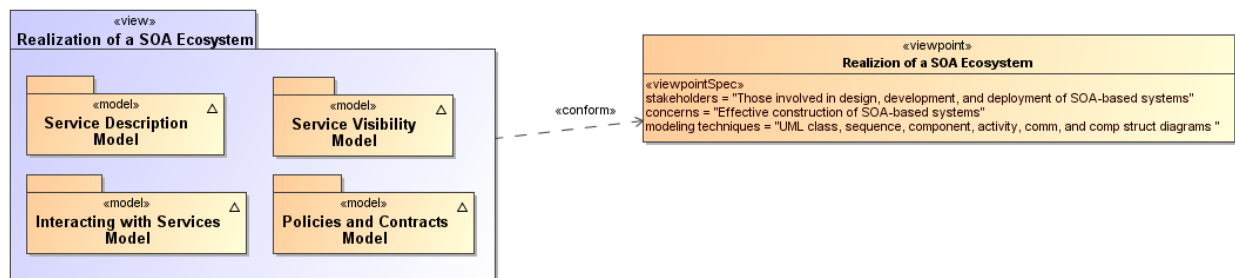 «view»
Realization of a SOA Ecosystem
«model»
Service Description
Model
«model»
Service Visibility
Model
«model»
Interacting with Services
Model
«model»
Policies and Contracts
Model
«conform»
«viewpoint»
Realizion of a SOA Ecosystem
«viewpointSpec»
stakeholders = "Those involved in design, development, and deployment of SOA-based systems"
concerns = "Effective construction of SOA-based systems"
modeling techniques = "UML class, sequence, component, activity, comm, and comp struct diagrams "